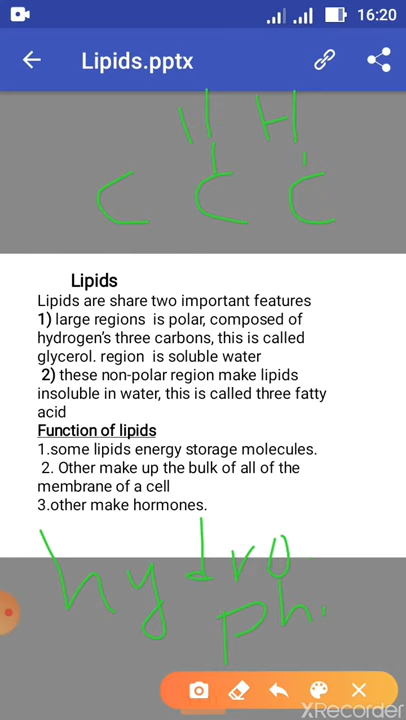 16:20
Lipids.pptx
H H
C C C
Lipids
Lipids are share two important features
1) large regions is polar, composed of
hydrogen's three carbons, this is called
glycerol. region is soluble water
2) these non-polar region make lipids
insoluble in water, this is called three fatty
acid
Function of lipids
1.some lipids energy storage molecules.
2. Other make up the bulk of all of the
membrane of a cell
3.other make hormones.
hydro
ph
XRecorder